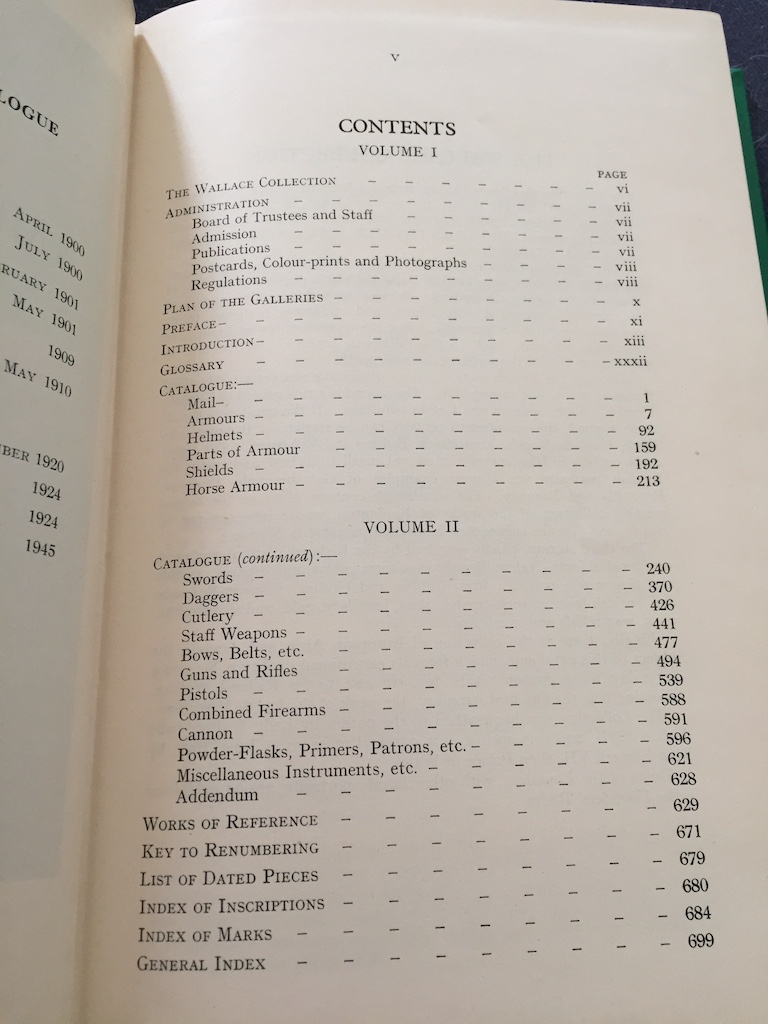 LOGUE
APRIL 1900
JULY 1900
RUARY 1901
MAY 1901
1909
MAY 1910
BER 1920
1924
1924
1945
v
CONTENTS
VOLUME I
PAGE
THE WALLACE COLLECTION – – – – – – vi
ADMINISTRATION – – – – – – – – vii
Board of Trustees and Staff – – – – – – vii
Admission – – – – – – – – vii
Publications – – – – – – – – vii
Postcards, Colour-prints and Photographs – – – – viii
Regulations – – – – – – – – viii
PLAN OF THE GALLERIES – – – – – – – x
PREFACE – – – – – – – – – xi
INTRODUCTION – – – – – – – – – xiii
GLOSSARY – – – – – – – – – xxxii
CATALOGUE:—
Mail – – – – – – – – – 1
Armours – – – – – – – – – 7
Helmets – – – – – – – – – 92
Parts of Armour – – – – – – – 159
Shields – – – – – – – – – 192
Horse Armour – – – – – – – – 213
VOLUME II
CATALOGUE (continued) :—
Swords – – – – – – – – – 240
Daggers – – – – – – – – – 370
Cutlery – – – – – – – – – 426
Staff Weapons – – – – – – – – 441
Bows, Belts, etc. – – – – – – – 477
Guns and Rifles – – – – – – – 494
Pistols – – – – – – – – – 539
Combined Firearms – – – – – – – – 588
Cannon – – – – – – – – – 591
Powder-Flasks, Primers, Patrons, etc. – – – – – 596
Miscellaneous Instruments, etc. – – – – – – 621
Addendum – – – – – – – – 628
WORKS OF REFERENCE – – – – – – – – 629
KEY TO RENUMBERING – – – – – – – – 671
LIST OF DATED PIECES – – – – – – – – 679
INDEX OF INSCRIPTIONS – – – – – – – – 680
INDEX OF MARKS – – – – – – – – – 684
GENERAL INDEX – – – – – – – – – 699